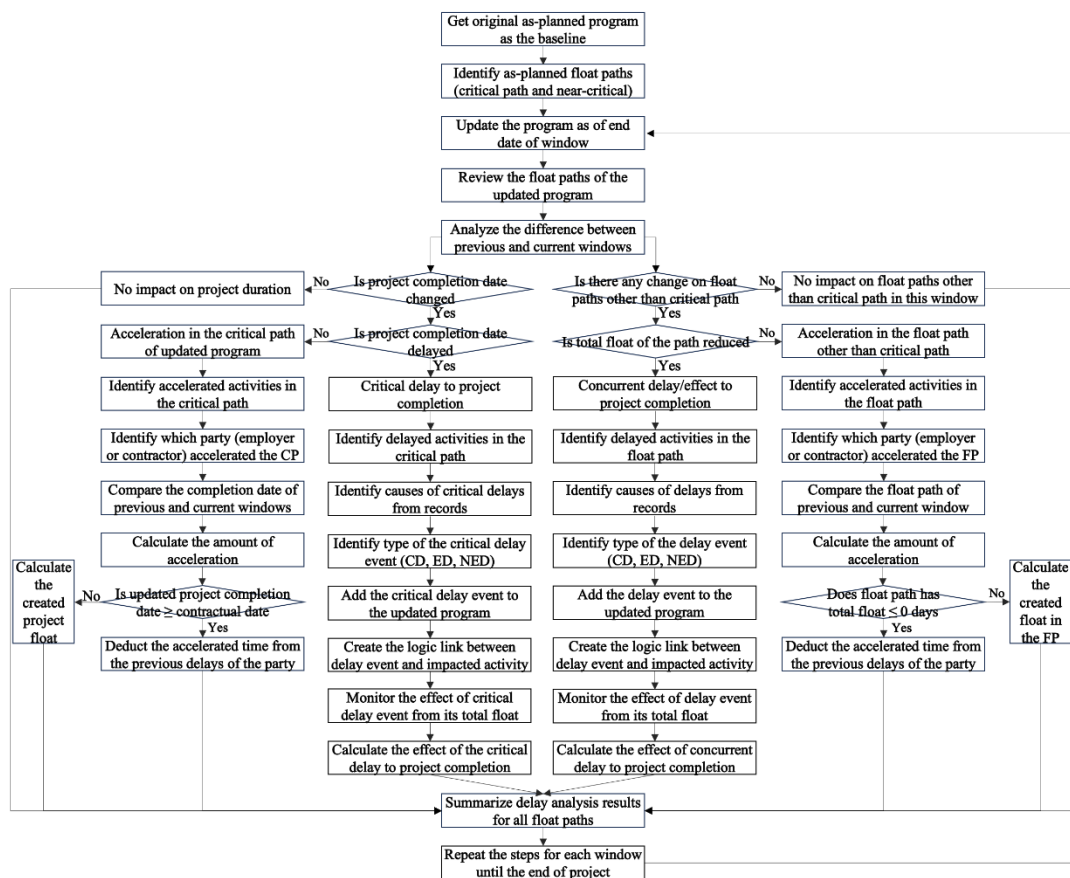 Get original as-planned program
as the baseline
Identify as-planned float paths
(critical path and near-critical)
Update the program as of end
date of window
Review the float paths of the
updated program
Analyze the difference between
previous and current windows
No impact on project duration
No
Is project completion date
changed
Is there any change on float
paths other than critical path
No
No impact on float paths other
than critical path in this window
Yes
Yes
Acceleration in the critical path
of updated program
No
Is project completion date
delayed
Is total float of the path reduced
No
Acceleration in the float path
other than critical path
Yes
Yes
Identify accelerated activities in
the critical path
Critical delay to project
completion
Concurrent delay/effect to
project completion
Identify accelerated activities in
the float path
Identify which party (employer
or contractor) accelerated the CP
Identify delayed activities in the
critical path
Identify delayed activities in the
float path
Identify which party (employer
or contractor) accelerated the FP
Compare the completion date of
previous and current windows
Identify causes of critical delays
from records
Identify causes of delays from
records
Compare the float path of
previous and current window
Calculate the amount of
acceleration
Identify type of the critical delay
event (CD, ED, NED)
Identify type of the delay event
(CD, ED, NED)
Calculate the amount of
acceleration
Calculate
the
created
project
float
No
Is updated project completion
date ≥ contractual date
Add the critical delay event to
the updated program
Add the delay event to the
updated program
Does float path has
total float ≤ 0 days
No
Calculate
the
created
float in
the FP
Yes
Yes
Deduct the accelerated time from
the previous delays of the party
Create the logic link between
delay event and impacted activity
Create the logic link between
delay event and impacted activity
Deduct the accelerated time from
the previous delays of the party
Monitor the effect of critical
delay event from its total float
Monitor the effect of delay
event from its total float
Calculate the effect of the critical
delay to project completion
Calculate the effect of concurrent
delay to project completion
Summarize delay analysis results
for all float paths
Repeat the steps for each window
until the end of project